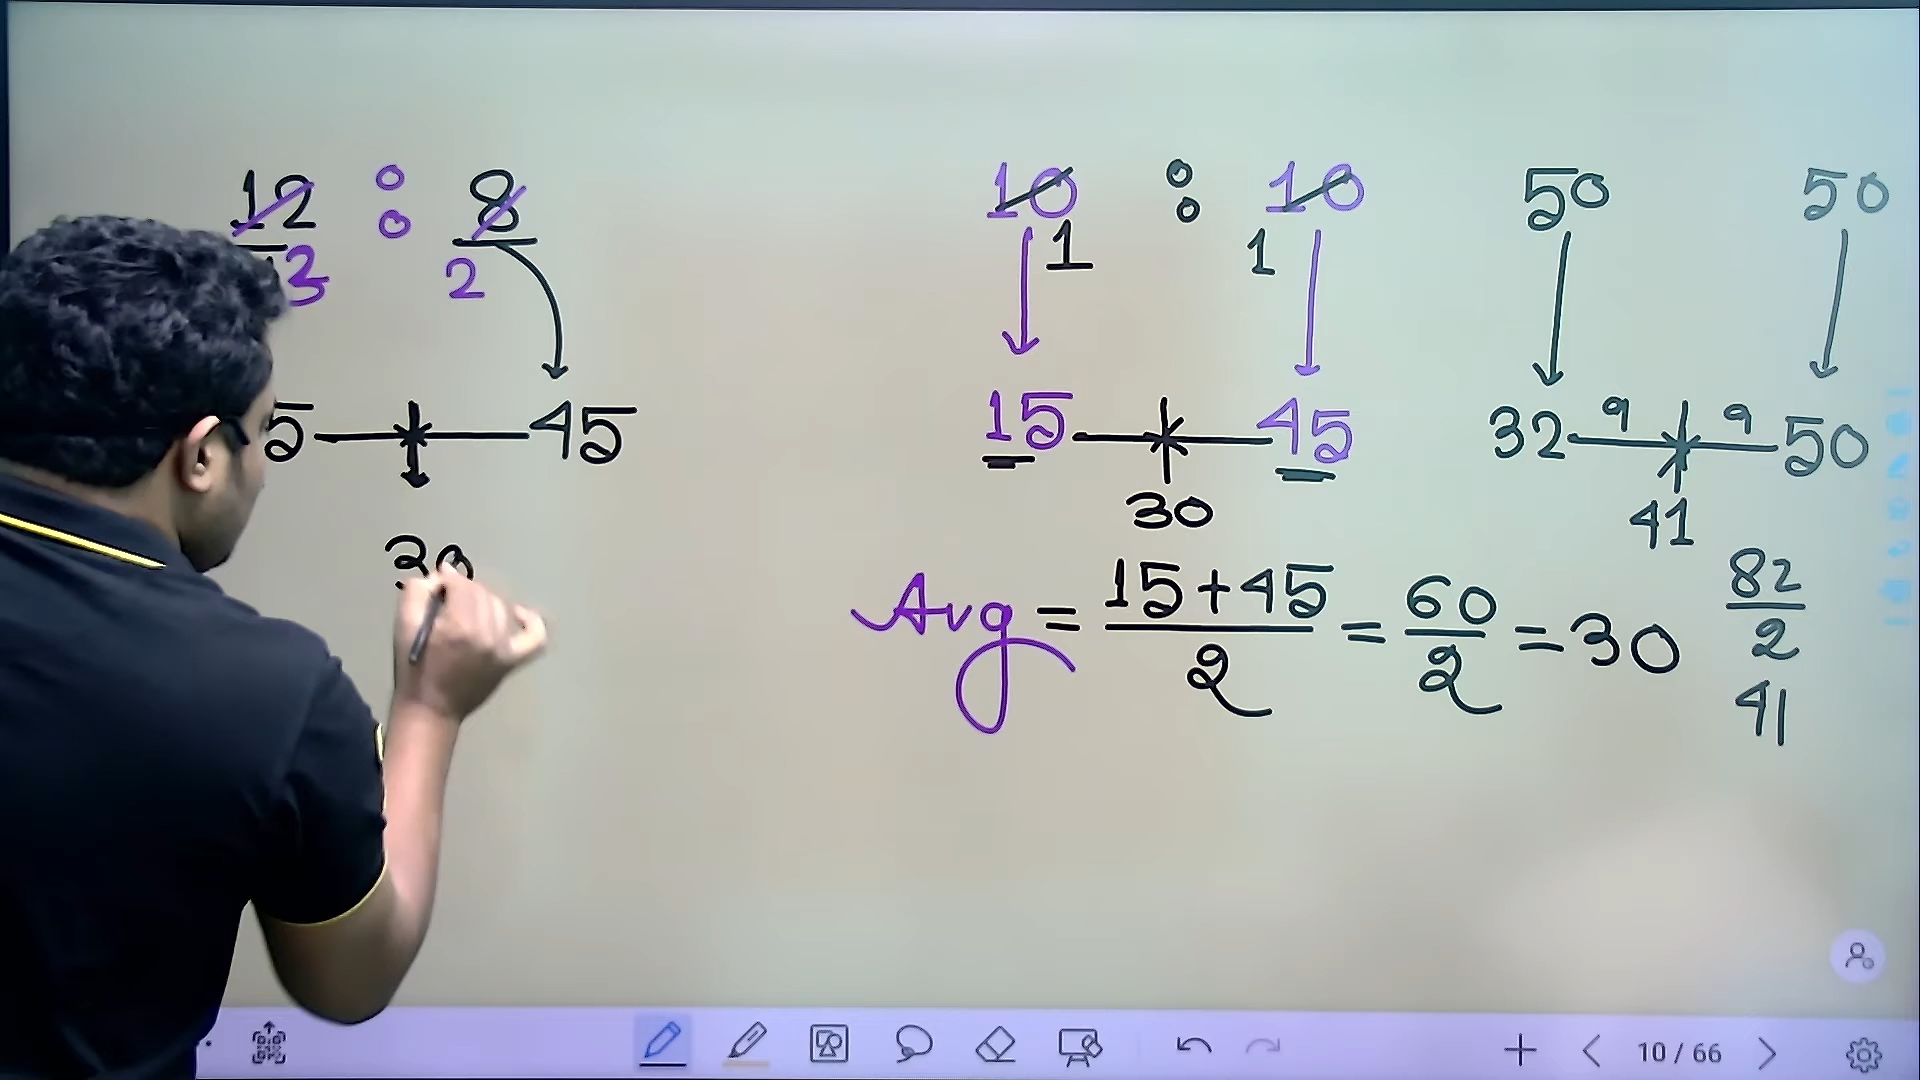 12 : 8
3 2
5 45
30
10 : 10
1 1
15 45
30
Avg = 15+45/2 = 60/2 = 30
50 50
32 9 9 50
41
82/2
41
10 / 66